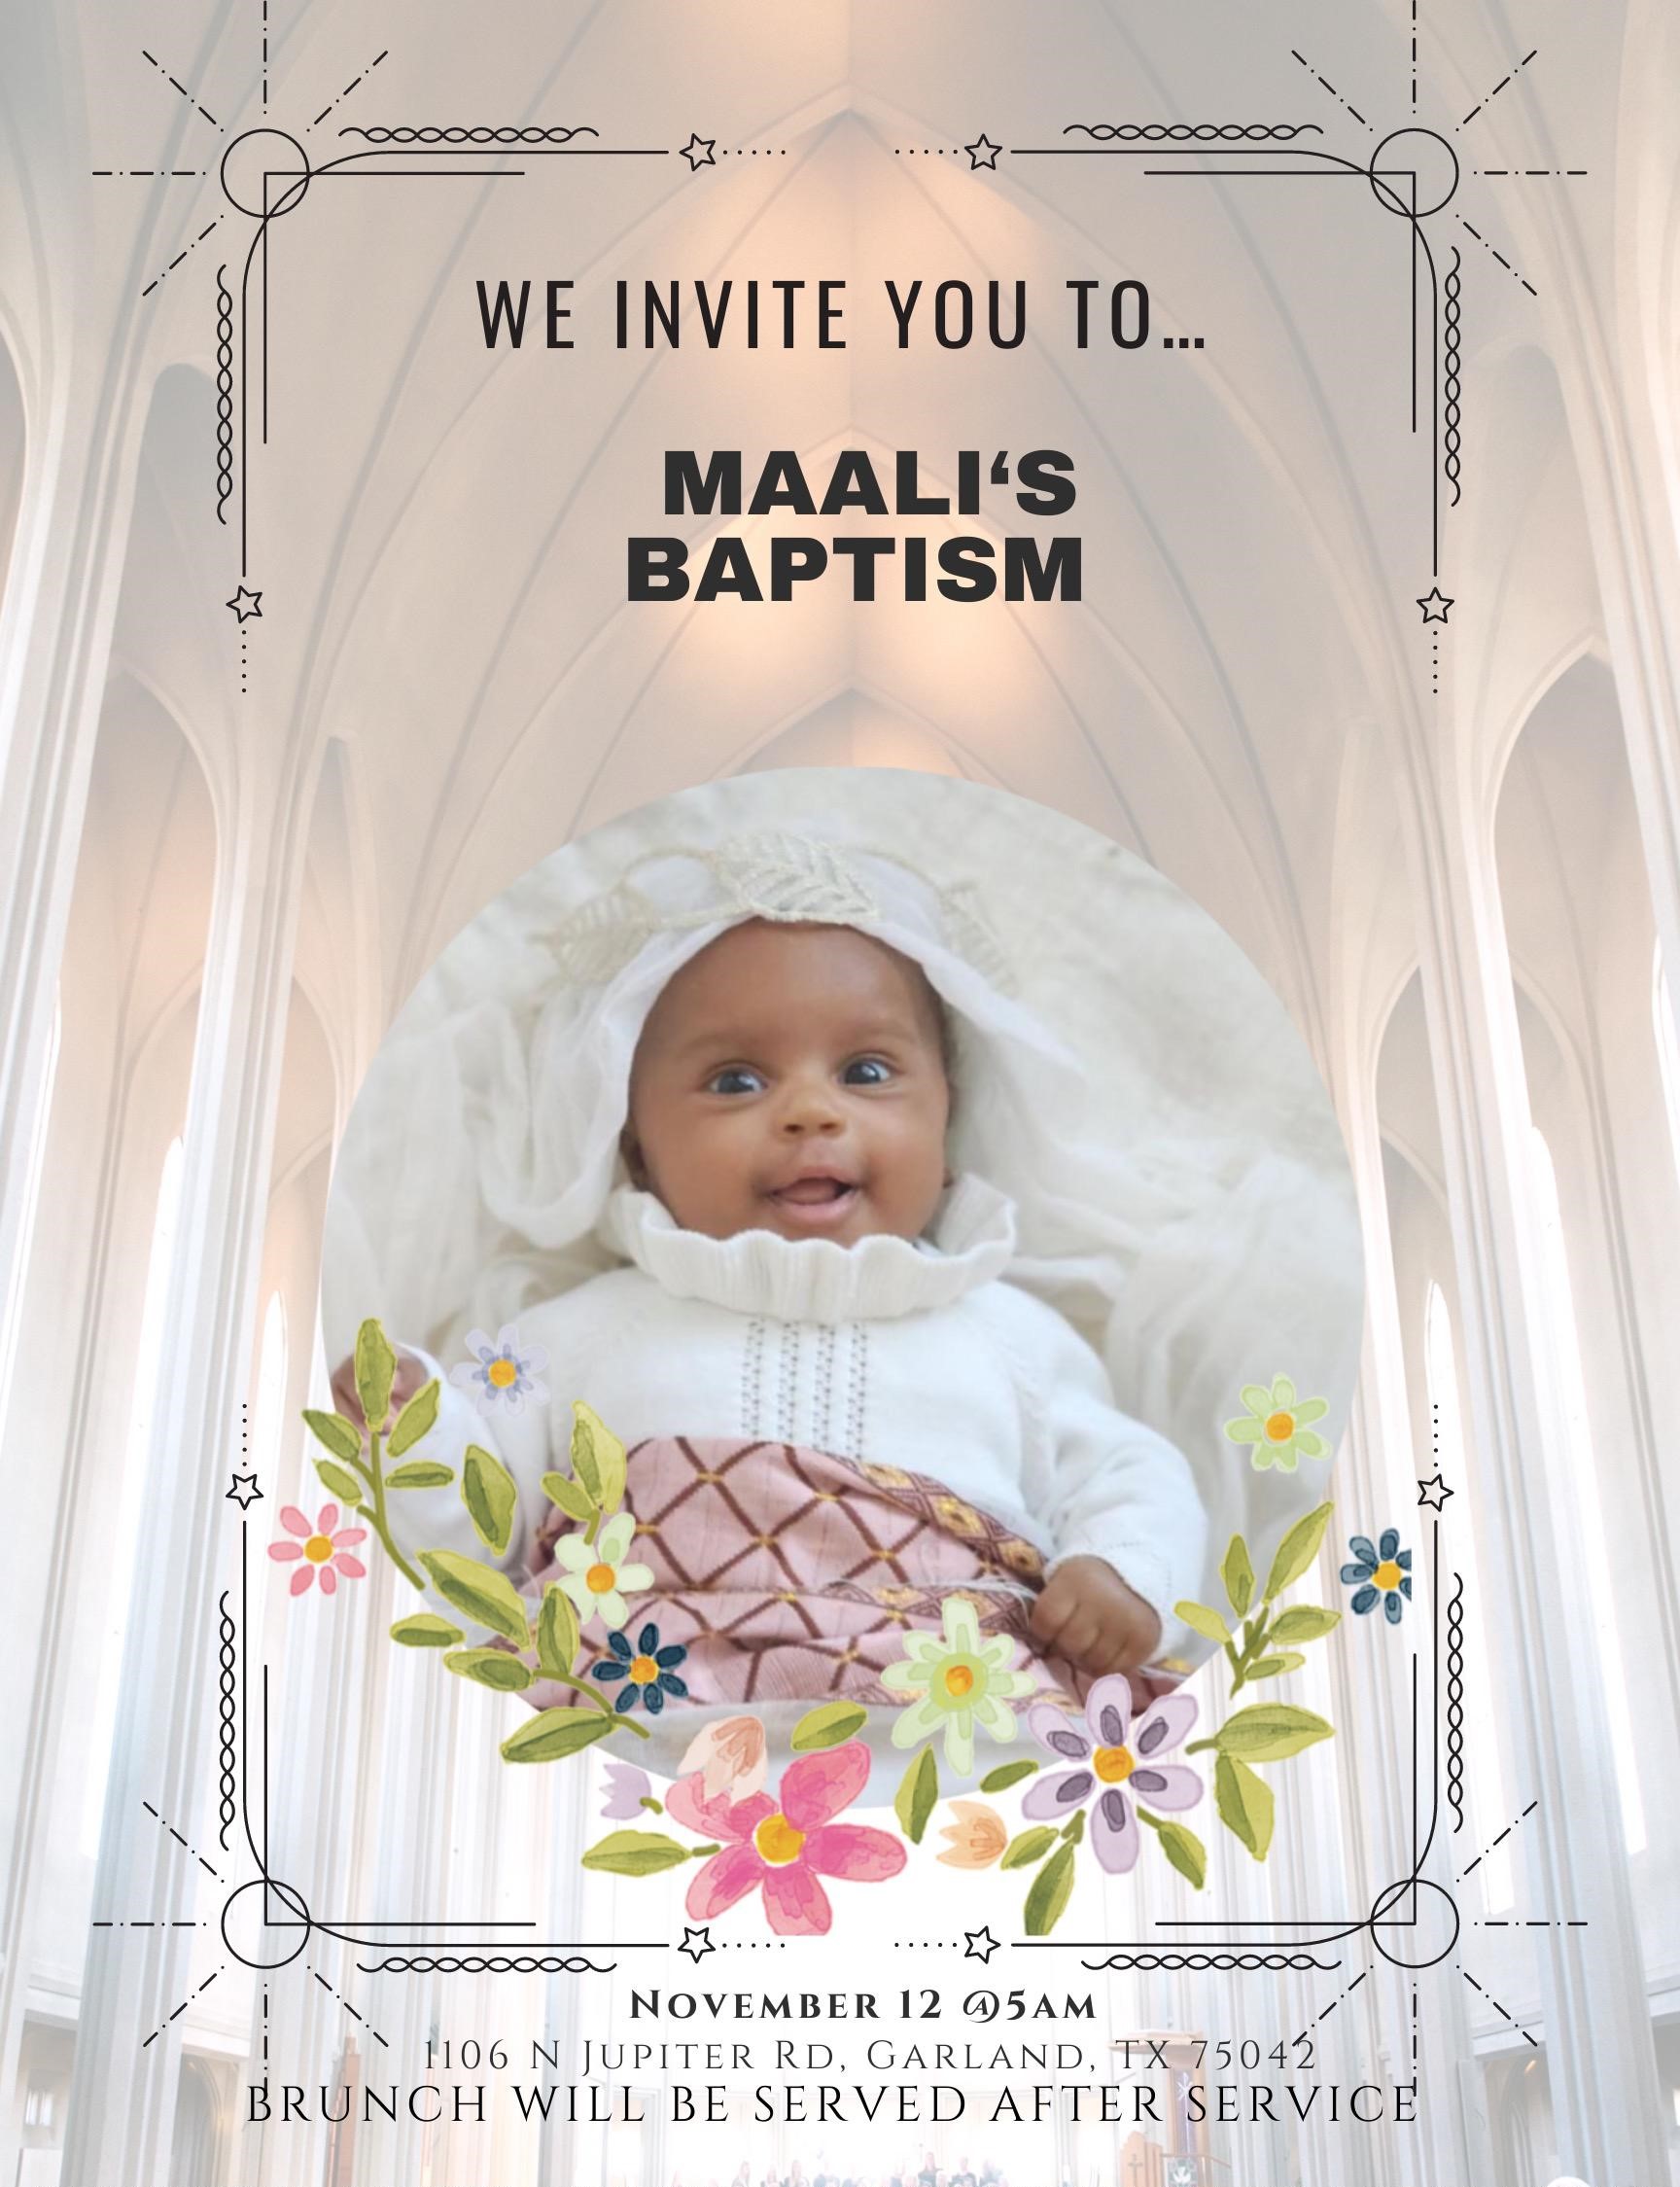 WE INVITE YOU TO...
MAALI‘S
BAPTISM
November 12 @5am
1106 N Jupiter Rd, Garland, TX 75042
BRUNCH WILL BE SERVED AFTER SERVICE